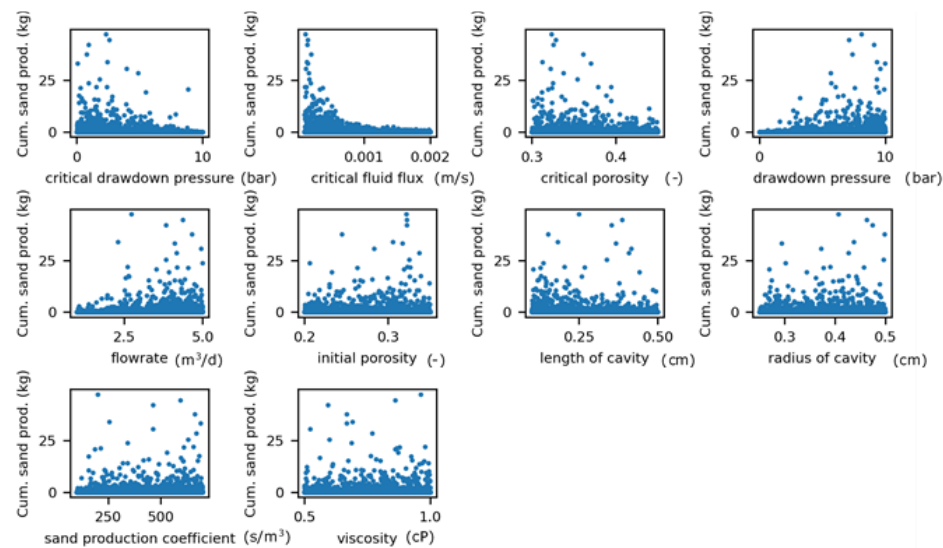 Cum. sand prod. (kg)
25
0
0 10
critical drawdown pressure (bar)
Cum. sand prod. (kg)
25
0
0.001 0.002
critical fluid flux (m/s)
Cum. sand prod. (kg)
25
0
0.3 0.4
critical porosity (-)
Cum. sand prod. (kg)
25
0
0 10
drawdown pressure (bar)
Cum. sand prod. (kg)
25
0
2.5 5.0
flowrate (m³/d)
Cum. sand prod. (kg)
25
0
0.2 0.3
initial porosity (-)
Cum. sand prod. (kg)
25
0
0.25 0.50
length of cavity (cm)
Cum. sand prod. (kg)
25
0
0.3 0.4 0.5
radius of cavity (cm)
Cum. sand prod. (kg)
25
0
250 500
sand production coefficient (s/m³)
Cum. sand prod. (kg)
25
0
0.5 1.0
viscosity (cP)